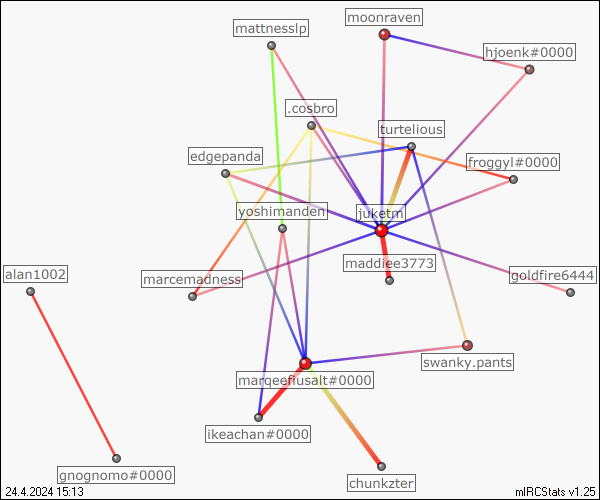 moonraven
mattnesslp
hjoenk#0000
.cosbro
turtelious
edgepanda
froggyl#0000
yoshimanden
juketm
maddiee3773
alan1002
marcemadness
goldfire6444
swanky.pants
marqeefiusalt#0000
ikeachan#0000
gnognomo#0000
chunkzter
24.4.2024 15:13
mIRCStats v1.25